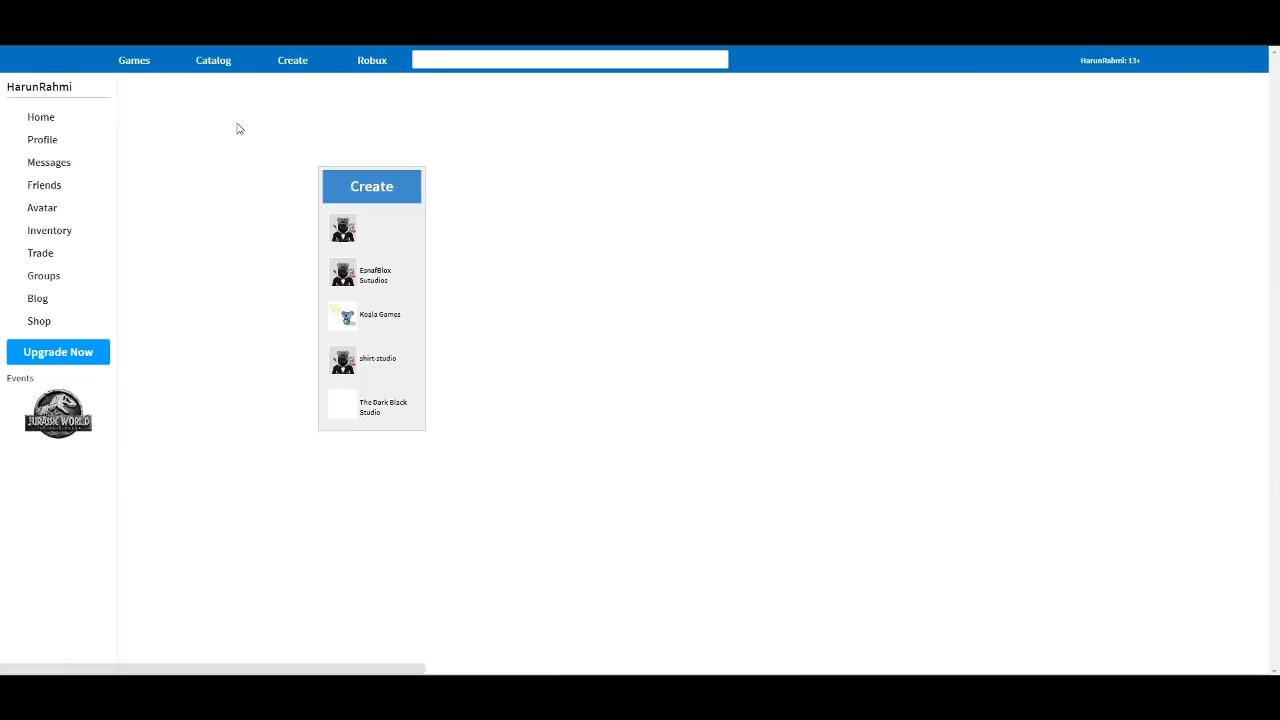 Games Catalog Create Robux HarunRahmi: 13+
HarunRahmi
Home
Profile
Messages
Friends
Avatar
Inventory
Trade
Groups
Blog
Shop
Upgrade Now
Events
JURASSIC WORLD
Create
EsnafBlox
Sutudios
Koala Games
shirt-studio
The Dark Black
Studio